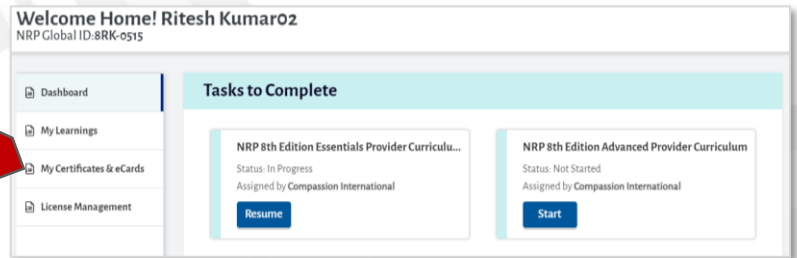 Welcome Home! Ritesh Kumar02
NRP Global ID:8RK-0515
Dashboard
My Learnings
My Certificates & eCards
License Management
Tasks to Complete
NRP 8th Edition Essentials Provider Curriculu...
Status: In Progress
Assigned by Compassion International
Resume
NRP 8th Edition Advanced Provider Curriculum
Status: Not Started
Assigned by Compassion International
Start